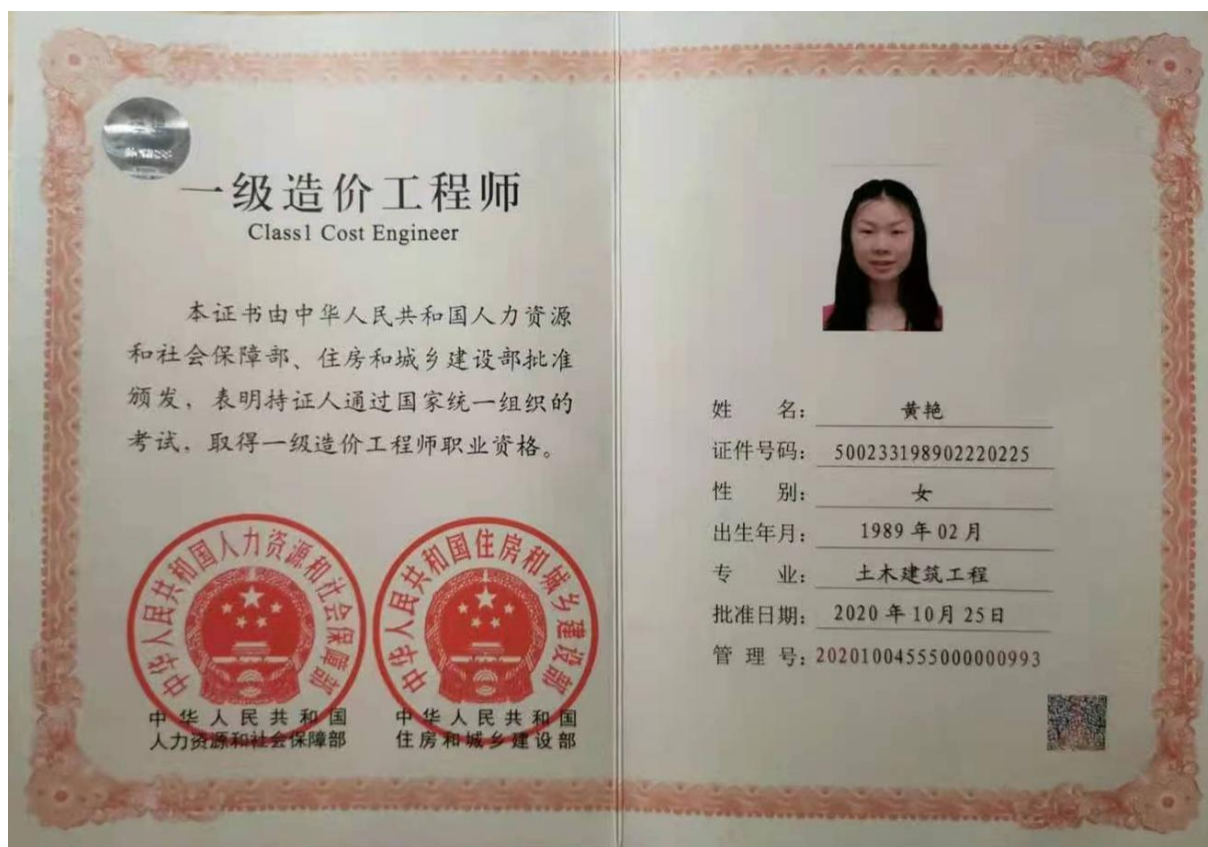 一级造价工程师
Class1 Cost Engineer
本证书由中华人民共和国人力资源
和社会保障部、住房和城乡建设部批准
颁发，表明持证人通过国家统一组织的
考试，取得一级造价工程师职业资格。
中华人民共和国人力资源和社会保障部
中华人民共和国住房和城乡建设部
中华人民共和国
人力资源和社会保障部
中华人民共和国
住房和城乡建设部
姓名：黄艳
证件号码：500233198902220225
性别：女
出生年月：1989年02月
专业：土木建筑工程
批准日期：2020年10月25日
管理号：20201004555000000993